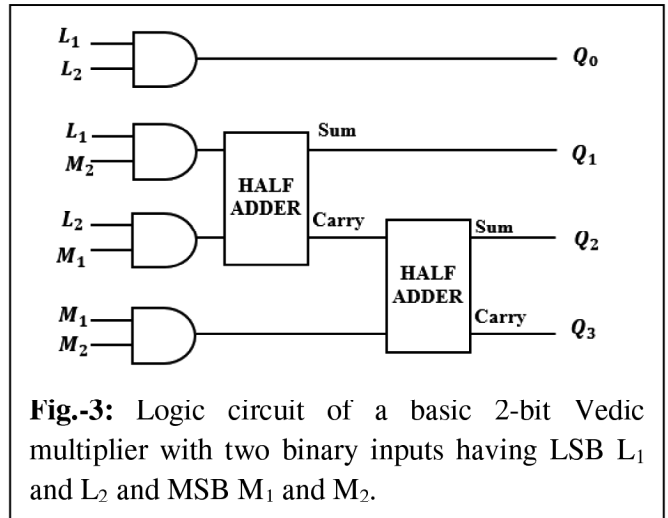 L₁
L₂
Q₀
L₁
M₂
Sum
Q₁
HALF
ADDER
L₂
M₁
Carry
Sum
Q₂
HALF
ADDER
M₁
M₂
Carry
Q₃
Fig.-3: Logic circuit of a basic 2-bit Vedic
multiplier with two binary inputs having LSB L₁
and L₂ and MSB M₁ and M₂.